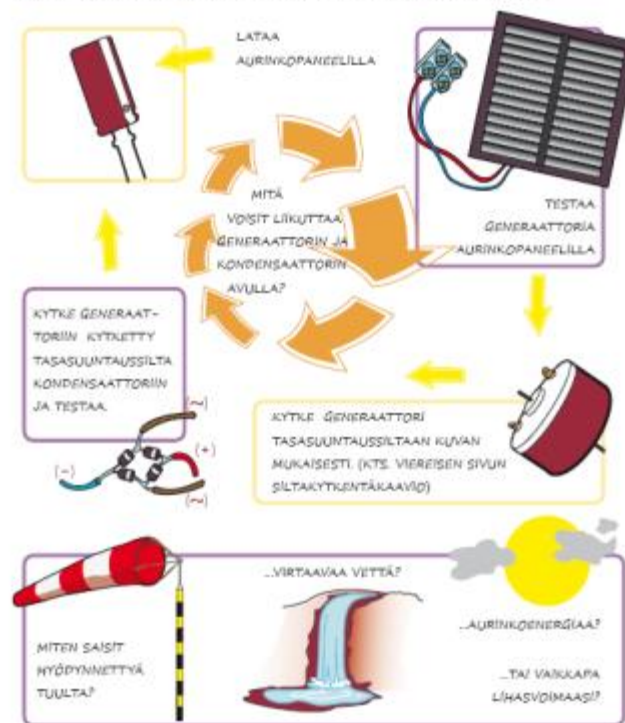 LATAA
AURINKOPANEELILLA
MITÄ
VOISIT LIIKUTTAA
GENERAATTORIN JA
KONDENSAATTORIN
AVULLA?
TESTAA
GENERAATTORIA
AURINKOPANEELILLA
KYTKE GENERAAT-
TORIIN KYTKETTY
TASASUUNTAUSSILTA
KONDENSAATTORIIN
JA TESTAA.
(~)
(+)
(-)
(~)
KYTKE GENERAATTORI
TASASUUNTAUSSILTAAN KUVAN
MUKAISESTI. (KTS. VIEREISEN SIVUN
SILTAKYTKENTÄKAAVIO)
...VIRTAAVAA VETTÄ?
...AURINKOENERGIAA?
MITEN SAISIT
HYÖDYNNETTYÄ
TUULTA?
...TAI VAIKKAPA
LIHASVOIMAASI?